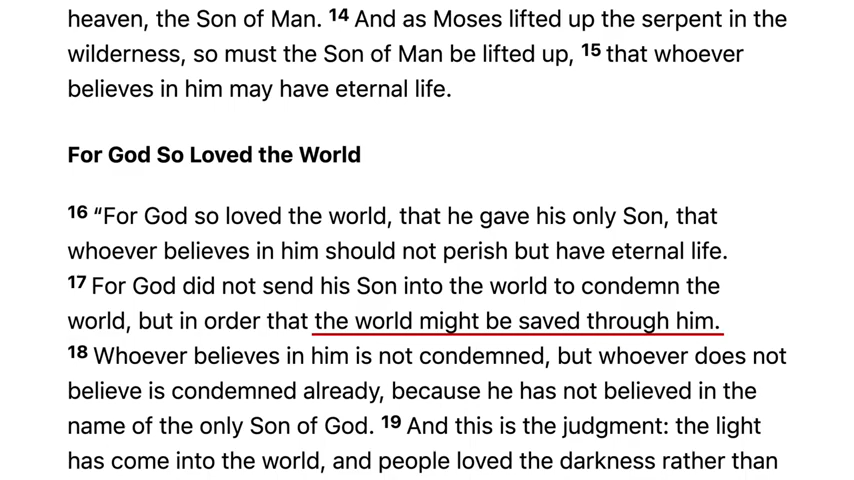 heaven, the Son of Man. 14 And as Moses lifted up the serpent in the
wilderness, so must the Son of Man be lifted up, 15 that whoever
believes in him may have eternal life.
For God So Loved the World
16 “For God so loved the world, that he gave his only Son, that
whoever believes in him should not perish but have eternal life.
17 For God did not send his Son into the world to condemn the
world, but in order that the world might be saved through him.
18 Whoever believes in him is not condemned, but whoever does not
believe is condemned already, because he has not believed in the
name of the only Son of God. 19 And this is the judgment: the light
has come into the world, and people loved the darkness rather than